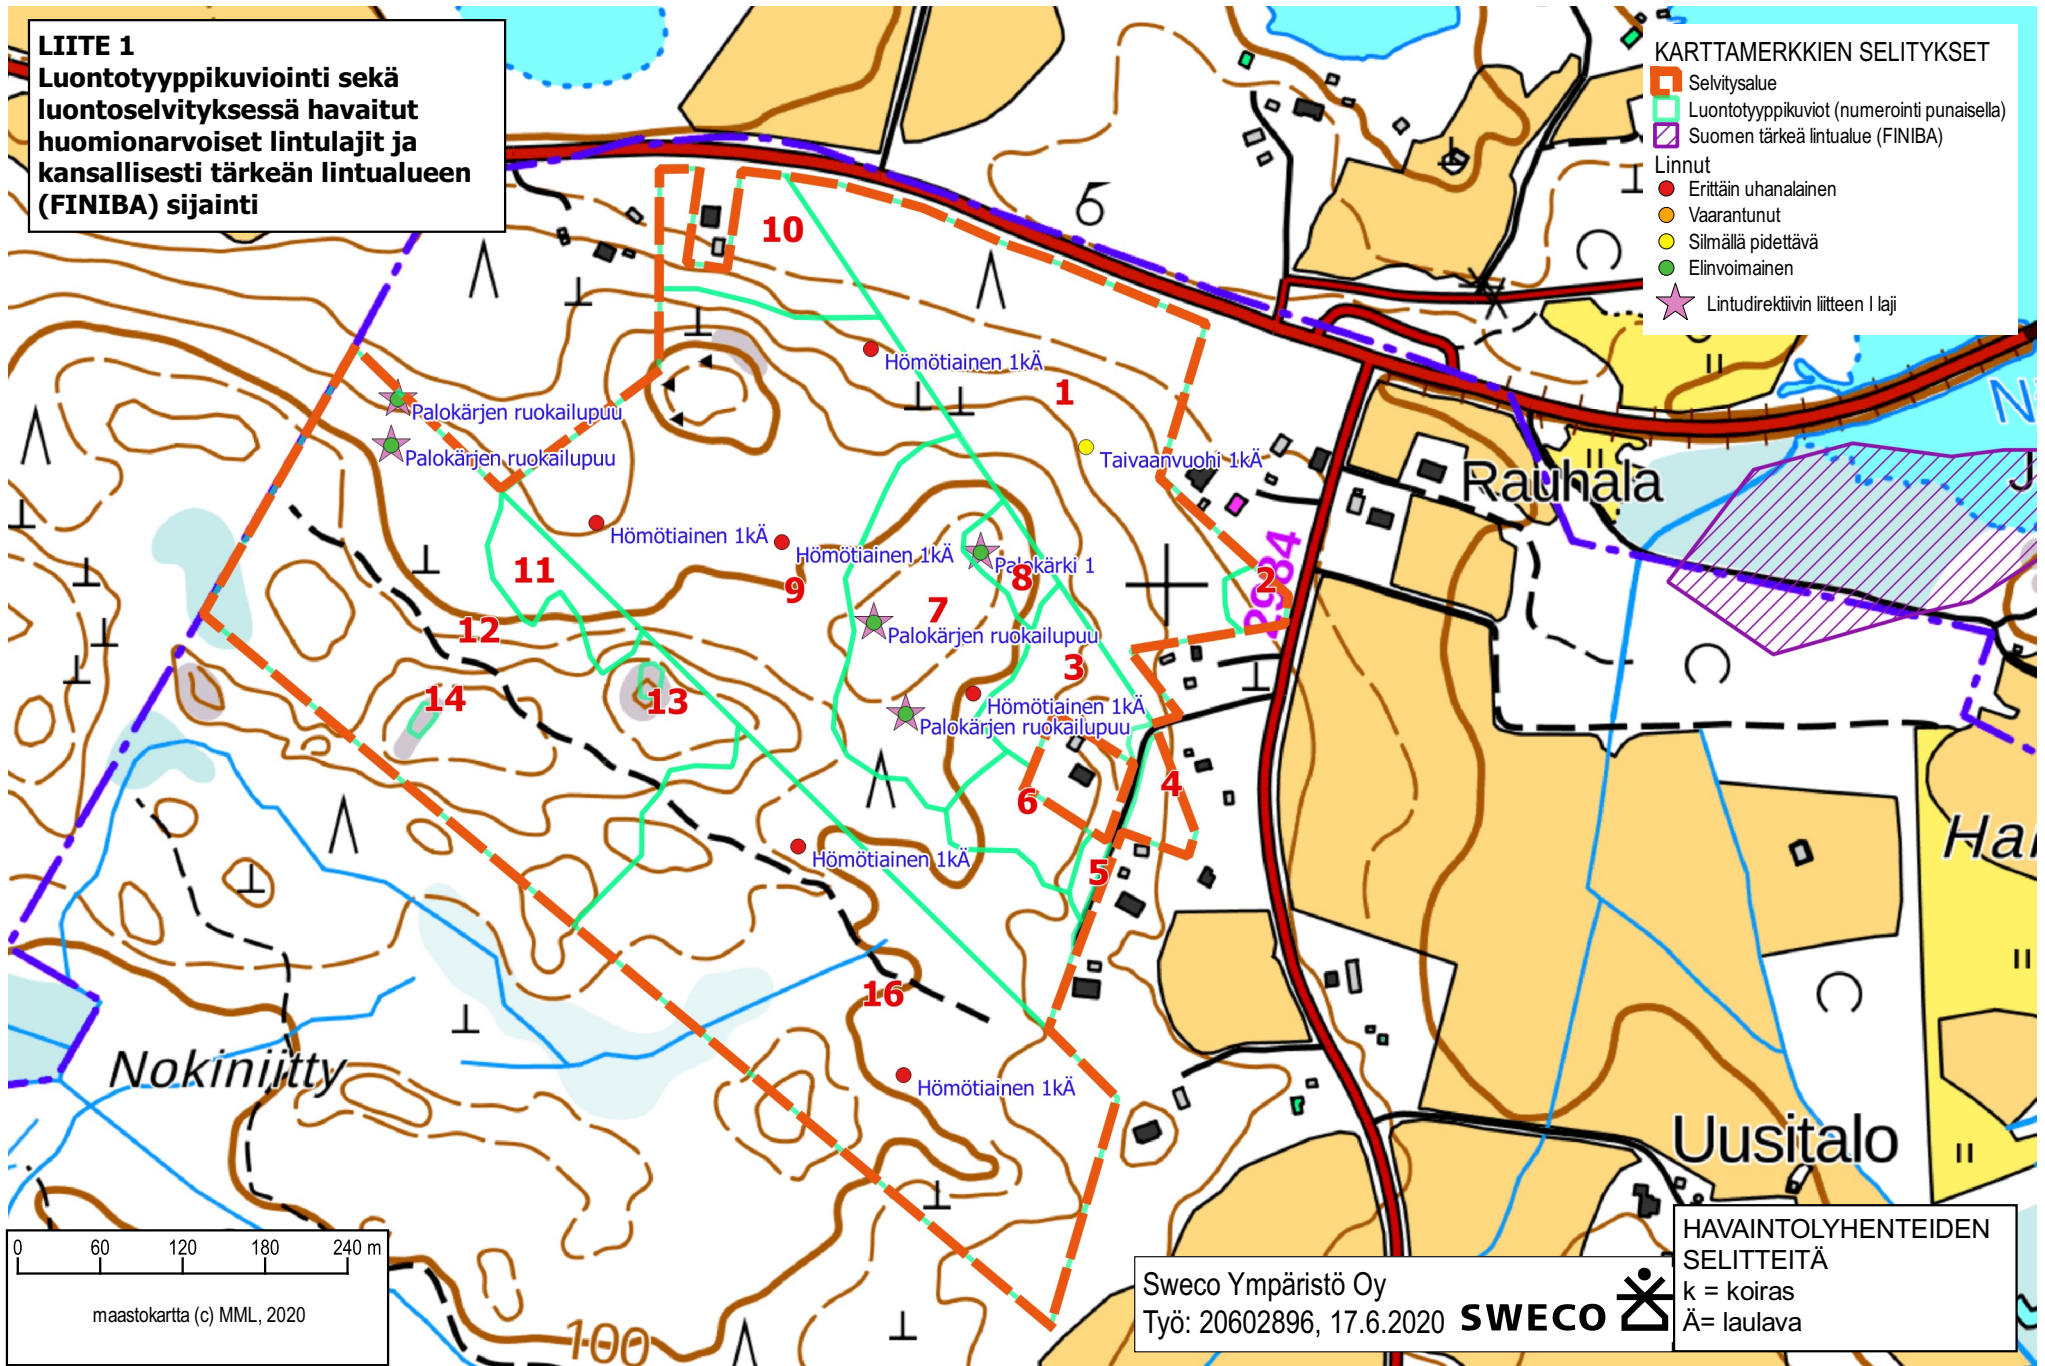 LIITE 1
Luontotyyppikuviointi sekä
luontoselvityksessä havaitut
huomionarvoiset lintulajit ja
kansallisesti tärkeän lintualueen
(FINIBA) sijainti
KARTTAMERKKIEN SELITYKSET
Selvitysalue
Luontotyyppikuviot (numerointi punaisella)
Suomen tärkeä lintualue (FINIBA)
Linnut
Erittäin uhanalainen
Vaarantunut
Silmällä pidettävä
Elinvoimainen
Lintudirektiivin liitteen I laji
10
Hömötiainen 1kÄ
1
Palokärjen ruokailupuu
Palokärjen ruokailupuu
Taivaanvuohi 1kÄ
Rauhala
Hömötiainen 1kÄ
Hömötiainen 1kÄ
Palokärki 1
11
9
8
2
29984
7
12
Palokärjen ruokailupuu
3
14
13
Hömötiainen 1kÄ
Palokärjen ruokailupuu
4
6
Hömötiainen 1kÄ
5
16
Nokiniitty
Hömötiainen 1kÄ
Uusitalo
100
0 60 120 180 240 m
maastokartta (c) MML, 2020
Sweco Ympäristö Oy
Työ: 20602896, 17.6.2020
SWECO
HAVAINTOLYHENTEIDEN
SELITTEITÄ
k = koiras
Ä= laulava